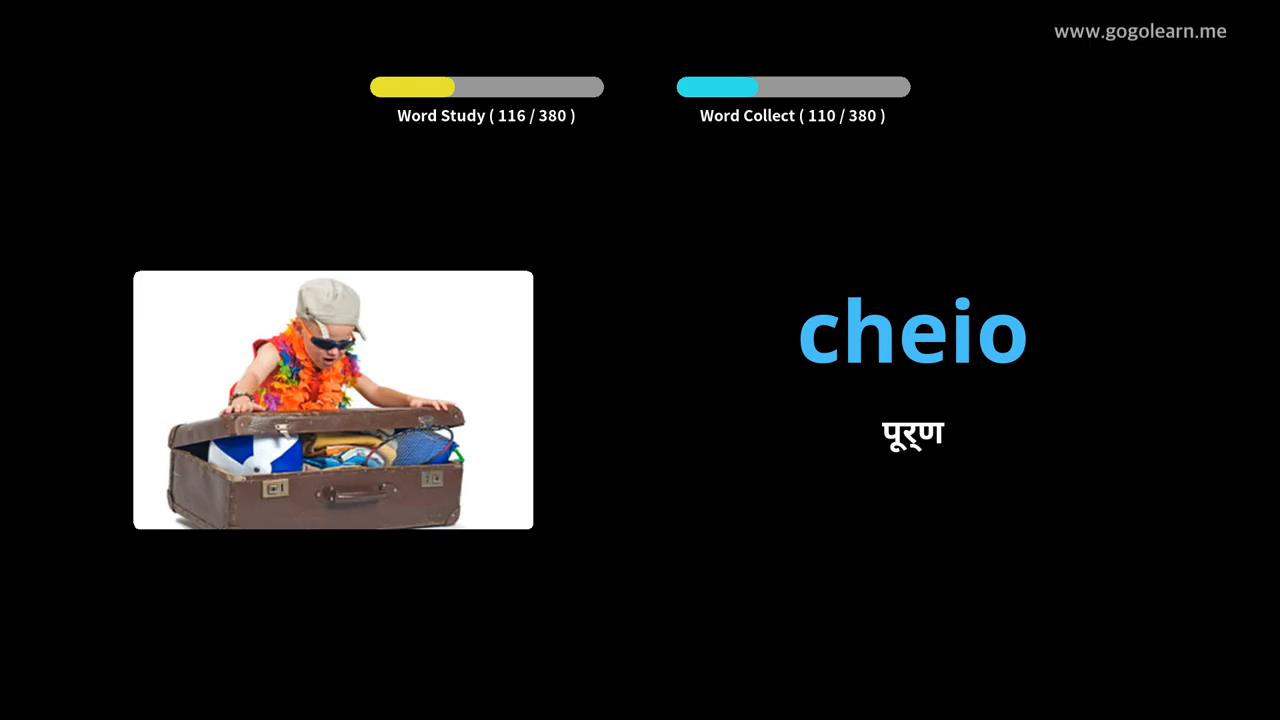 www.gogolearn.me
Word Study ( 116 / 380 )
Word Collect ( 110 / 380 )
cheio
पूर्ण